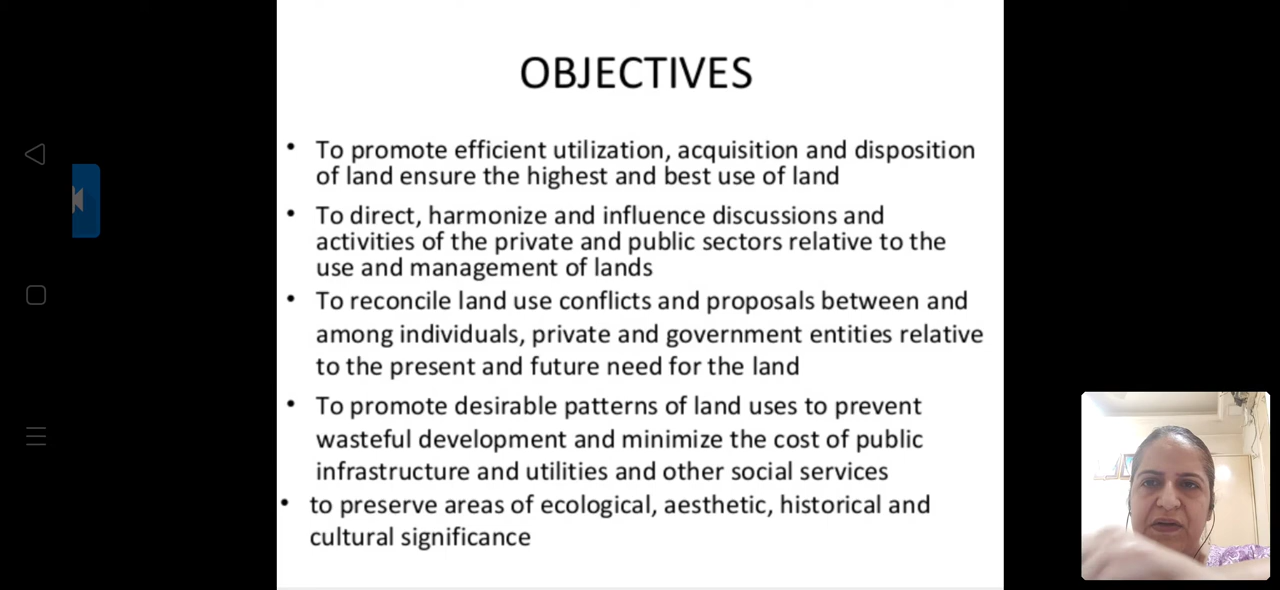 OBJECTIVES
• To promote efficient utilization, acquisition and disposition
of land ensure the highest and best use of land
• To direct, harmonize and influence discussions and
activities of the private and public sectors relative to the
use and management of lands
• To reconcile land use conflicts and proposals between and
among individuals, private and government entities relative
to the present and future need for the land
• To promote desirable patterns of land uses to prevent
wasteful development and minimize the cost of public
infrastructure and utilities and other social services
• to preserve areas of ecological, aesthetic, historical and
cultural significance